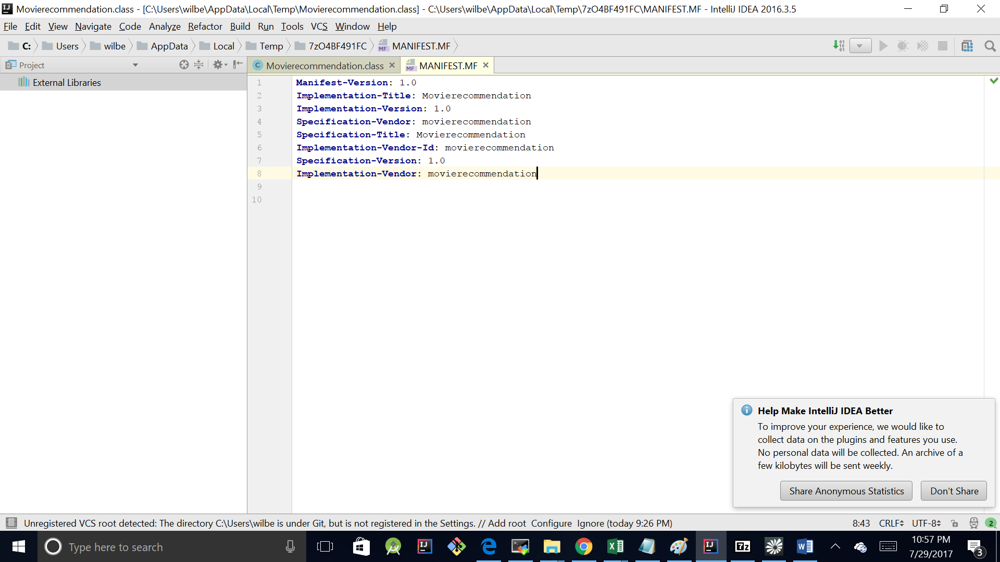 Movierecommendation.class - [C:\Users\wilbe\AppData\Local\Temp\Movierecommendation.class] - C:\Users\wilbe\AppData\Local\Temp\7zO4BF491FC\MANIFEST.MF - IntelliJ IDEA 2016.3.5
File Edit View Navigate Code Analyze Refactor Build Run Tools VCS Window Help
C: Users wilbe AppData Local Temp 7zO4BF491FC MANIFEST.MF
Project
Movierecommendation.class MANIFEST.MF
External Libraries
1 Manifest-Version: 1.0
2 Implementation-Title: Movierecommendation
3 Implementation-Version: 1.0
4 Specification-Vendor: movierecommendation
5 Specification-Title: Movierecommendation
6 Implementation-Vendor-Id: movierecommendation
7 Specification-Version: 1.0
8 Implementation-Vendor: movierecommendation
9
10
Help Make IntelliJ IDEA Better
To improve your experience, we would like to
collect data on the plugins and features you use.
No personal data will be collected. An archive of a
few kilobytes will be sent weekly.
Share Anonymous Statistics Don't Share
Unregistered VCS root detected: The directory C:\Users\wilbe is under Git, but is not registered in the Settings. // Add root Configure Ignore (today 9:26 PM) 8:43 CRLF UTF-8 2
Type here to search
10:57 PM
7/29/2017
3